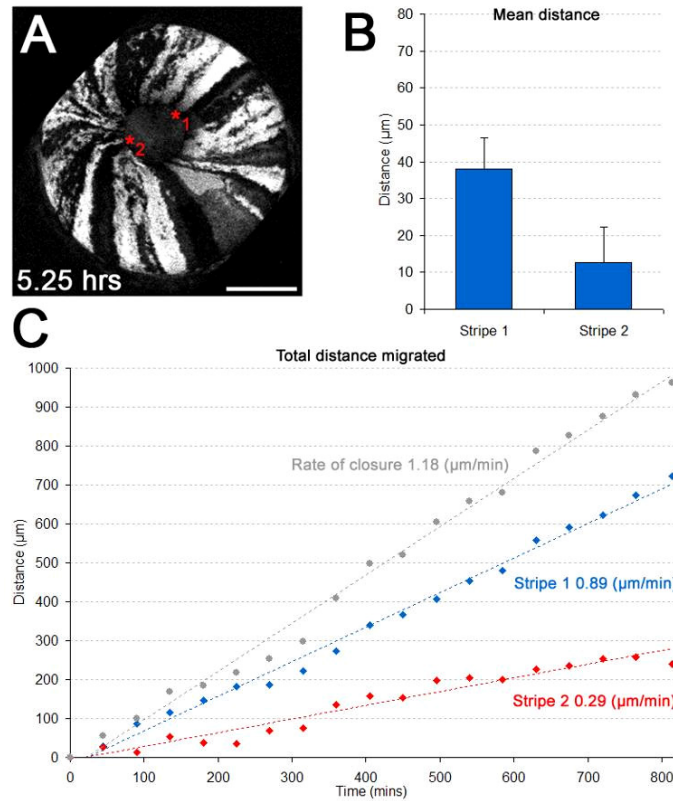 A
*1
*2
5.25 hrs
B
Mean distance
Distance (µm)
80
70
60
50
40
30
20
10
0
Stripe 1
Stripe 2
C
Total distance migrated
Distance (µm)
1000
900
800
700
600
500
400
300
200
100
0
Rate of closure 1.18 (µm/min)
Stripe 1 0.89 (µm/min)
Stripe 2 0.29 (µm/min)
0 100 200 300 400 500 600 700 800
Time (mins)